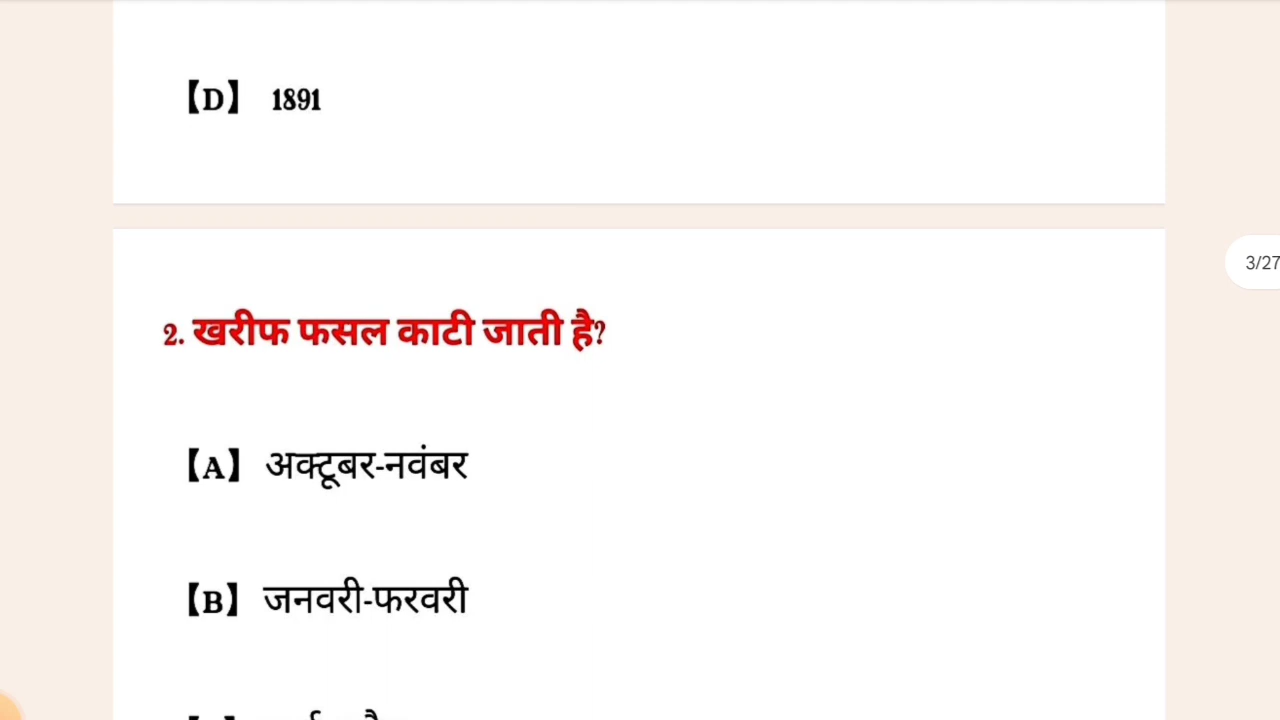 【D】 1891
3/27
2. खरीफ फसल काटी जाती है?
【A】 अक्टूबर-नवंबर
【B】 जनवरी-फरवरी